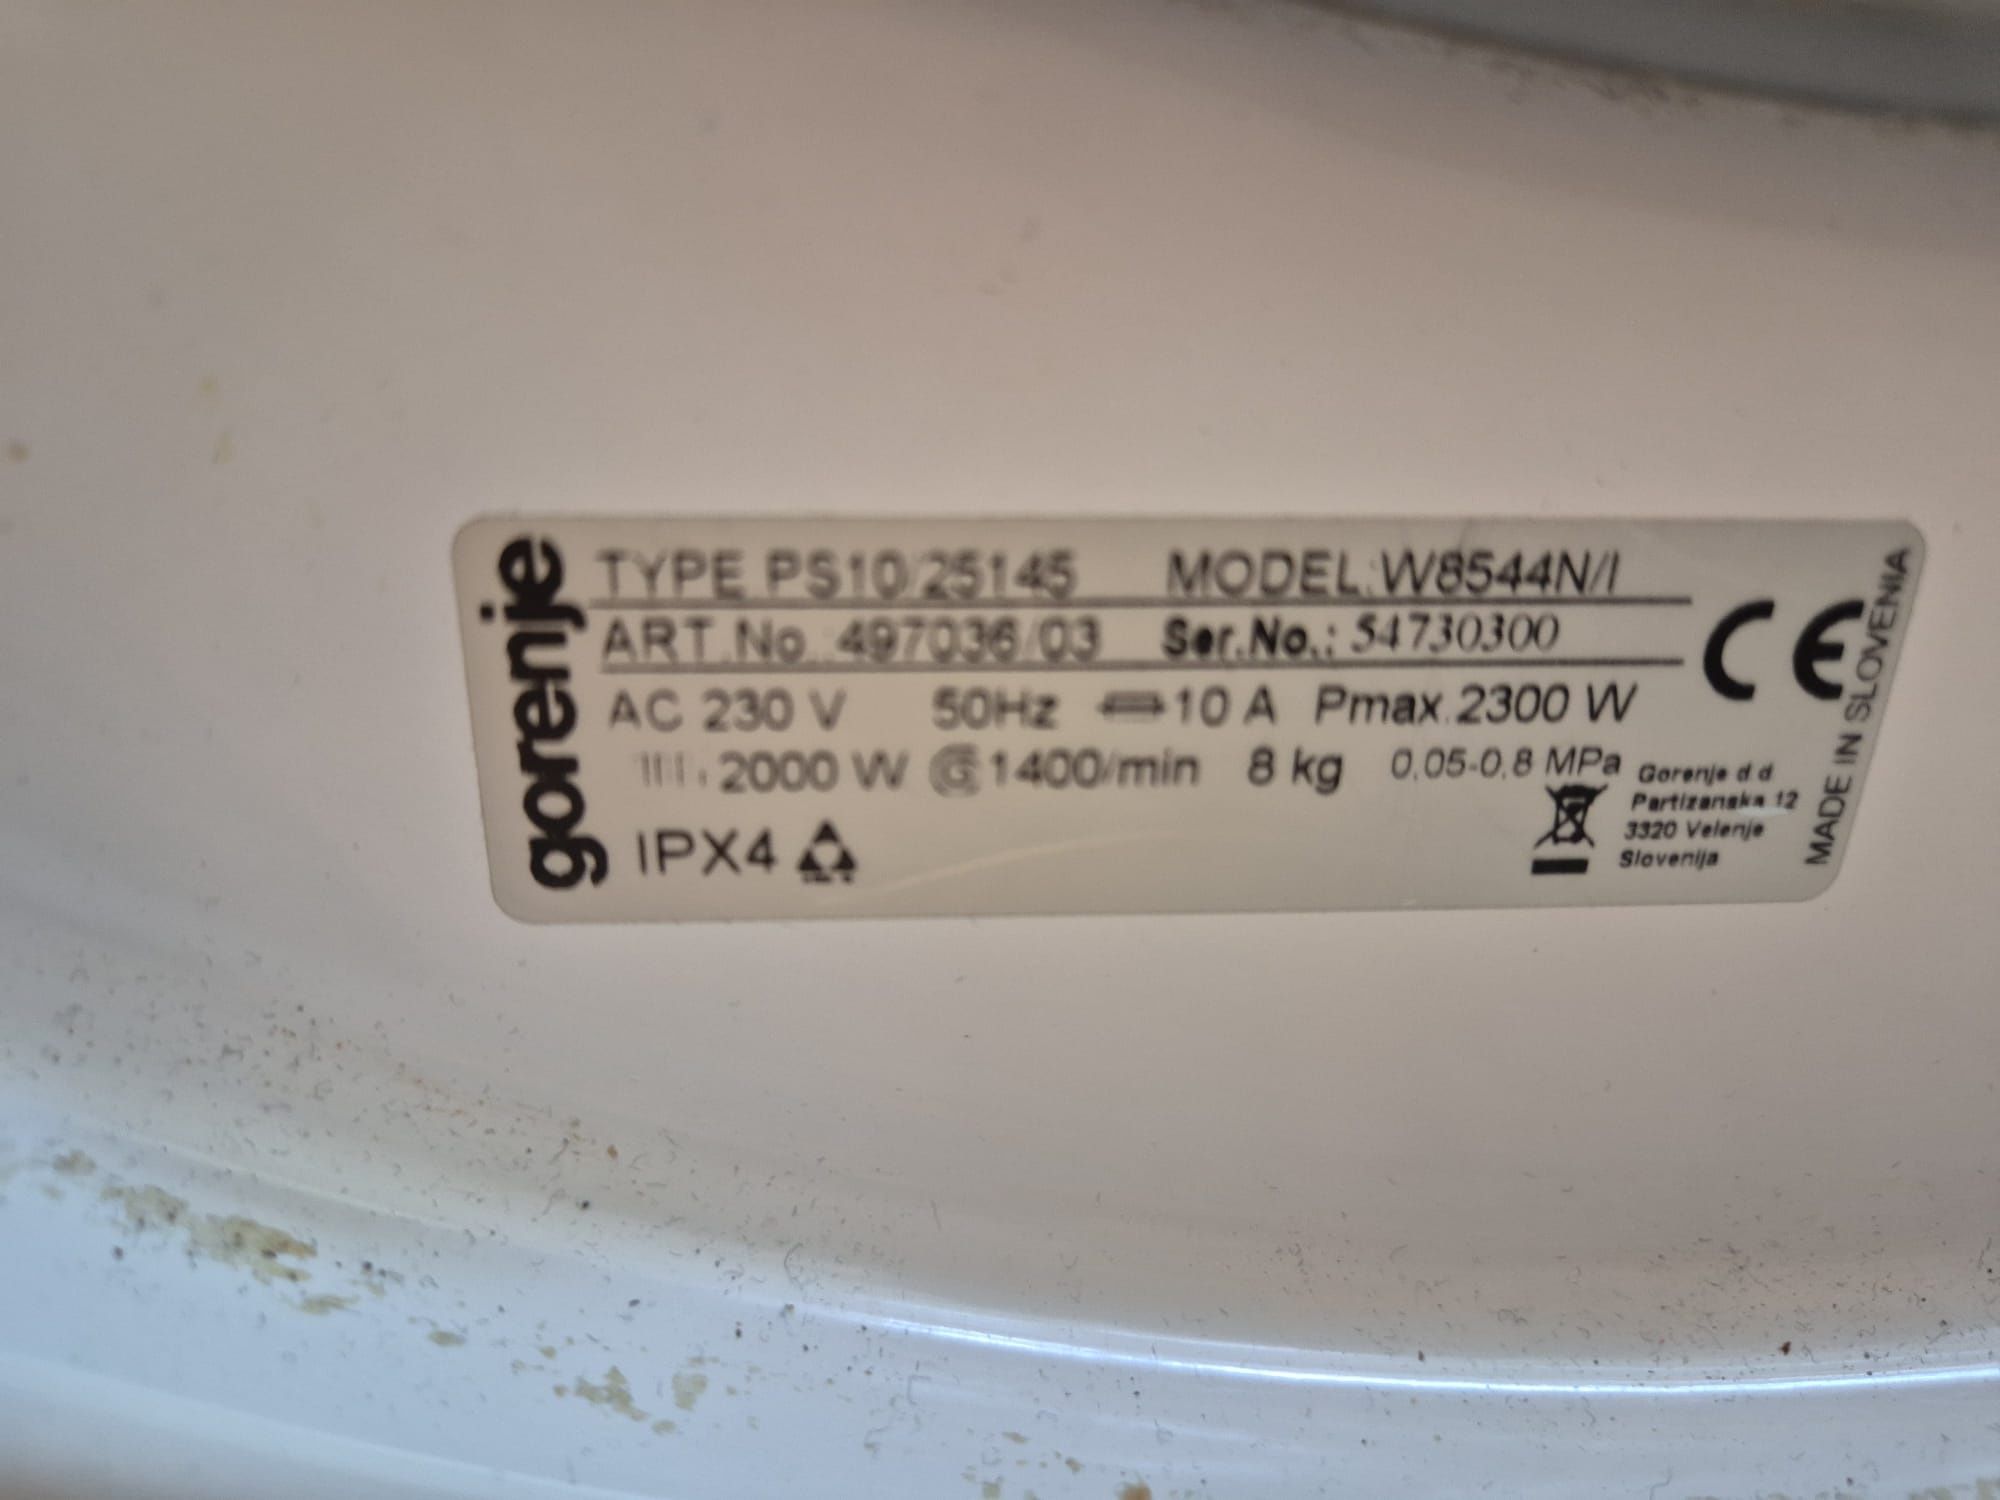 gorenje
TYPE PS10/25145 MODEL:W8544N/I
ART.No.:497036/03 Ser.No.: 54730300
AC 230 V 50Hz 10 A Pmax.2300 W
2000 W 1400/min 8 kg 0,05-0,8 MPa
IPX4
Gorenje d.d
Partizanska 12
3320 Velenje
Slovenija
CE
MADE IN SLOVENIA